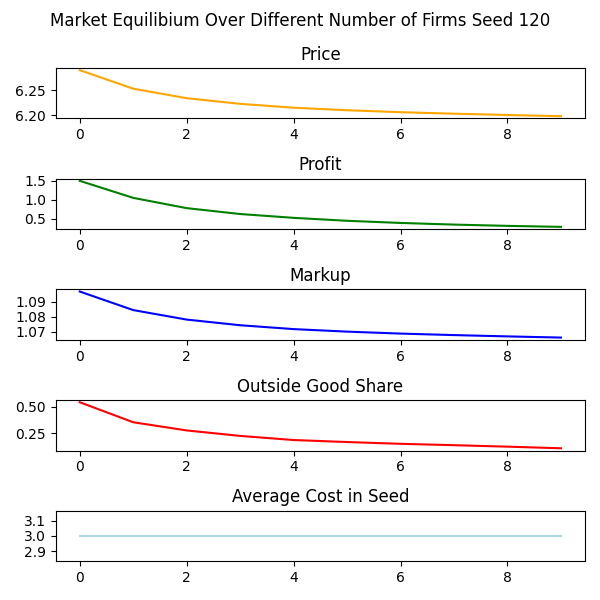 Market Equilibium Over Different Number of Firms Seed 120
Price
6.25
6.20
0 2 4 6 8
Profit
1.5
1.0
0.5
0 2 4 6 8
Markup
1.09
1.08
1.07
0 2 4 6 8
Outside Good Share
0.50
0.25
0 2 4 6 8
Average Cost in Seed
3.1
3.0
2.9
0 2 4 6 8